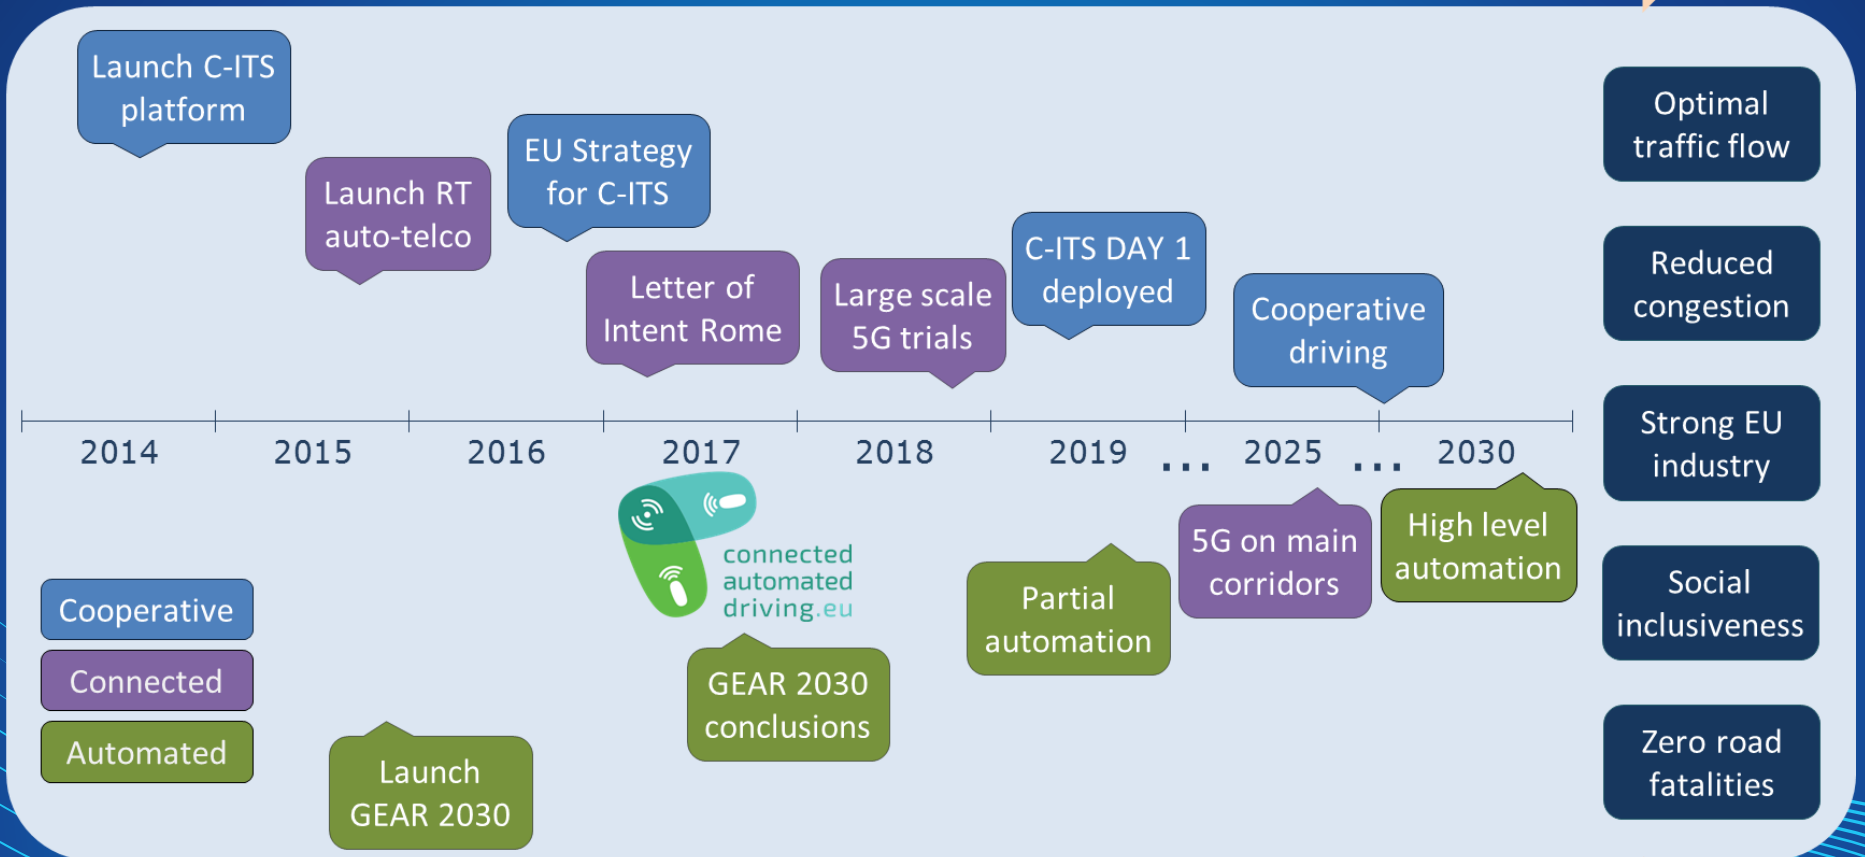 Launch C-ITS
platform
Launch RT
auto-telco
EU Strategy
for C-ITS
Letter of
Intent Rome
Large scale
5G trials
C-ITS DAY 1
deployed
Cooperative
driving
2014 2015 2016 2017 2018 2019 ... 2025 ... 2030
connected
automated
driving.eu
Launch
GEAR 2030
GEAR 2030
conclusions
Partial
automation
5G on main
corridors
High level
automation
Cooperative
Connected
Automated
Optimal
traffic flow
Reduced
congestion
Strong EU
industry
Social
inclusiveness
Zero road
fatalities